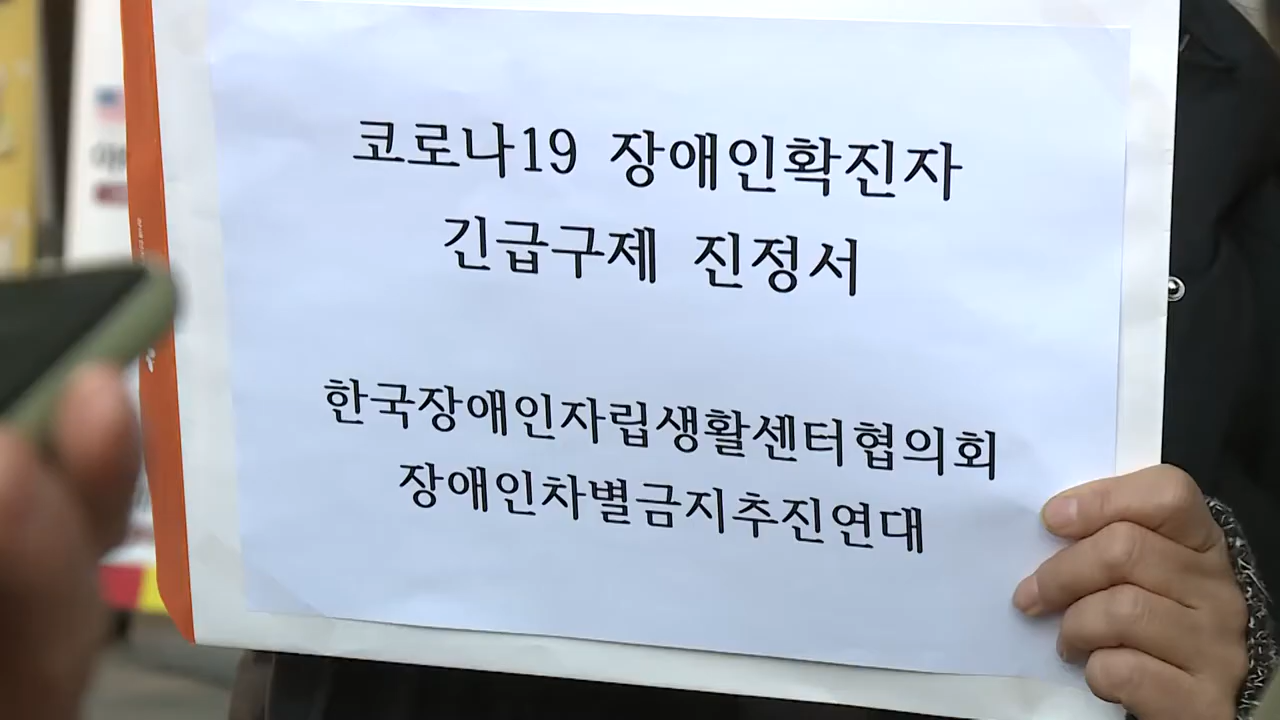 코로나19 장애인확진자
긴급구제 진정서
한국장애인자립생활센터협의회
장애인차별금지추진연대